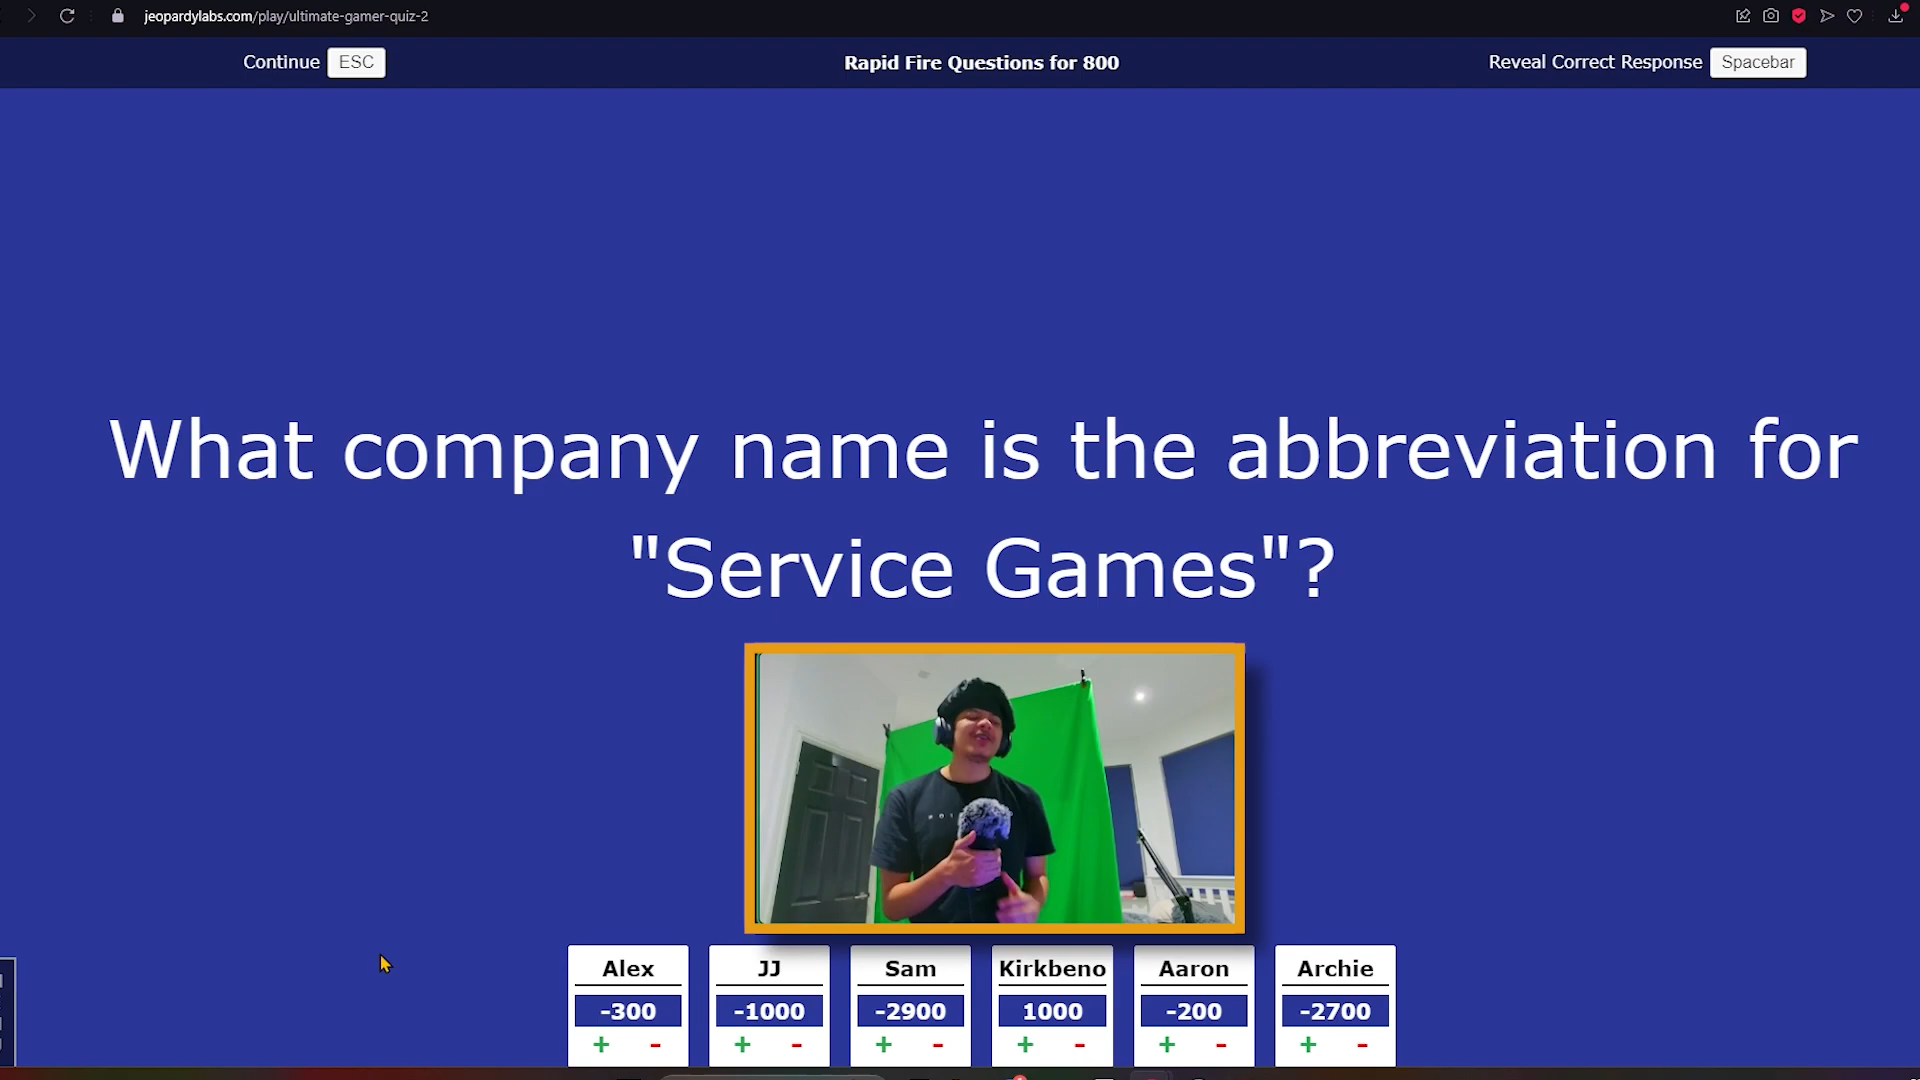 jeopardylabs.com/play/ultimate-gamer-quiz-2
Continue ESC
Rapid Fire Questions for 800
Reveal Correct Response Spacebar
What company name is the abbreviation for
"Service Games"?
Alex JJ Sam Kirkbeno Aaron Archie
-300 -1000 -2900 1000 -200 -2700
+ - + - + - + - + - + -